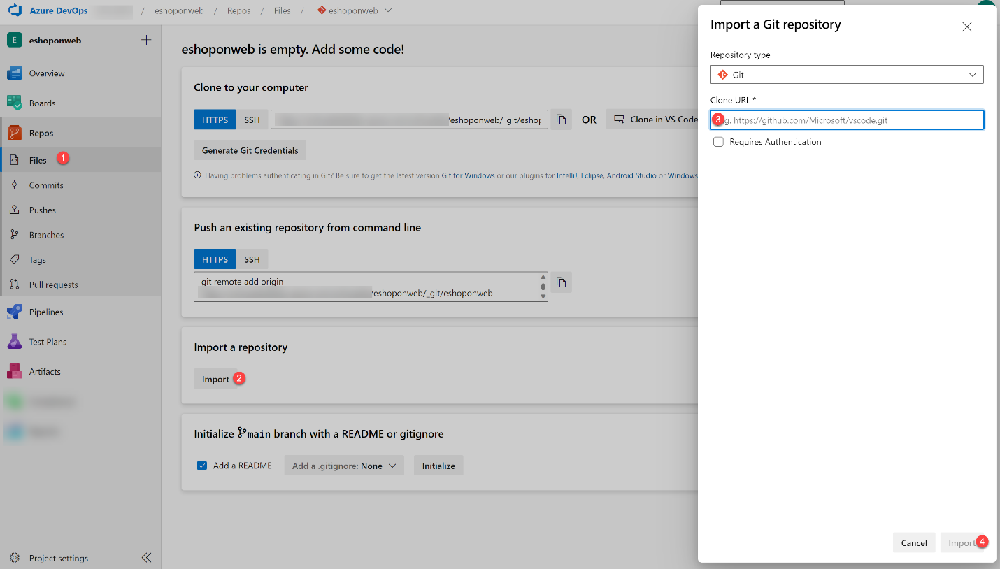 Azure DevOps / eshoponweb / Repos / Files / eshoponweb
E eshoponweb
Overview
Boards
Repos
Files 1
Commits
Pushes
Branches
Tags
Pull requests
Pipelines
Test Plans
Artifacts
Project settings
eshoponweb is empty. Add some code!
Clone to your computer
HTTPS SSH /eshoponweb/_git/eshop OR Clone in VS Code
Generate Git Credentials
Having problems authenticating in Git? Be sure to get the latest version Git for Windows or our plugins for IntelliJ, Eclipse, Android Studio or Windows
Push an existing repository from command line
HTTPS SSH
git remote add origin
/eshoponweb/_git/eshoponweb
Import a repository
Import 2
Initialize main branch with a README or gitignore
Add a README Add a .gitignore: None Initialize
Import a Git repository
Repository type
Git
Clone URL *
3 g. https://github.com/Microsoft/vscode.git
Requires Authentication
Cancel Import 4